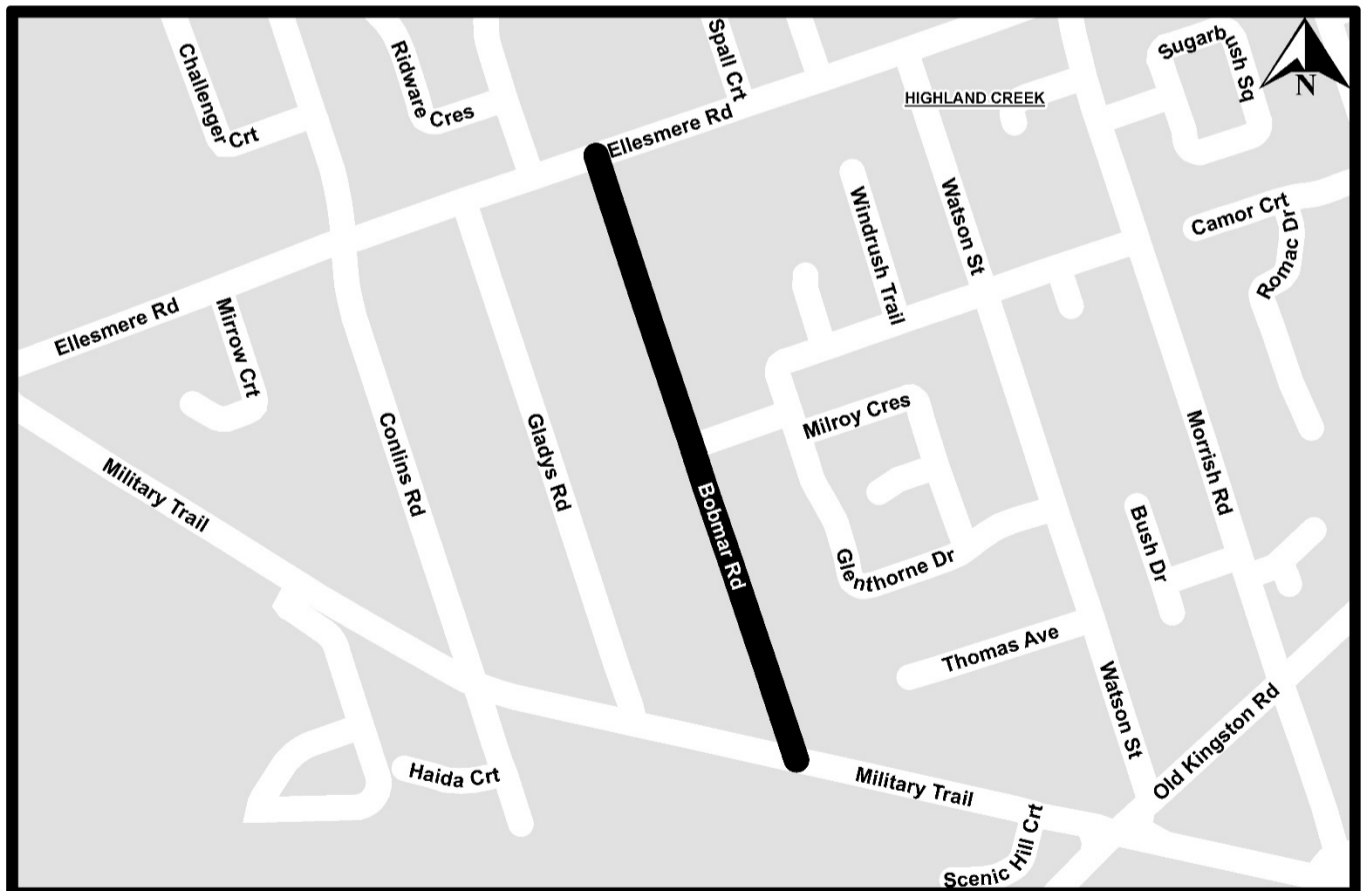 Challenger Crt
Ridware Cres
Spall Crt
Sugarbush Sq
N
HIGHLAND CREEK
Ellesmere Rd
Windrush Trail
Watson St
Camor Crt
Romac Dr
Ellesmere Rd
Mirrow Crt
Conlins Rd
Gladys Rd
Milroy Cres
Morrish Rd
Military Trail
Bobmar Rd
Glenthorne Dr
Bush Dr
Thomas Ave
Watson St
Old Kingston Rd
Haida Crt
Military Trail
Scenic Hill Crt